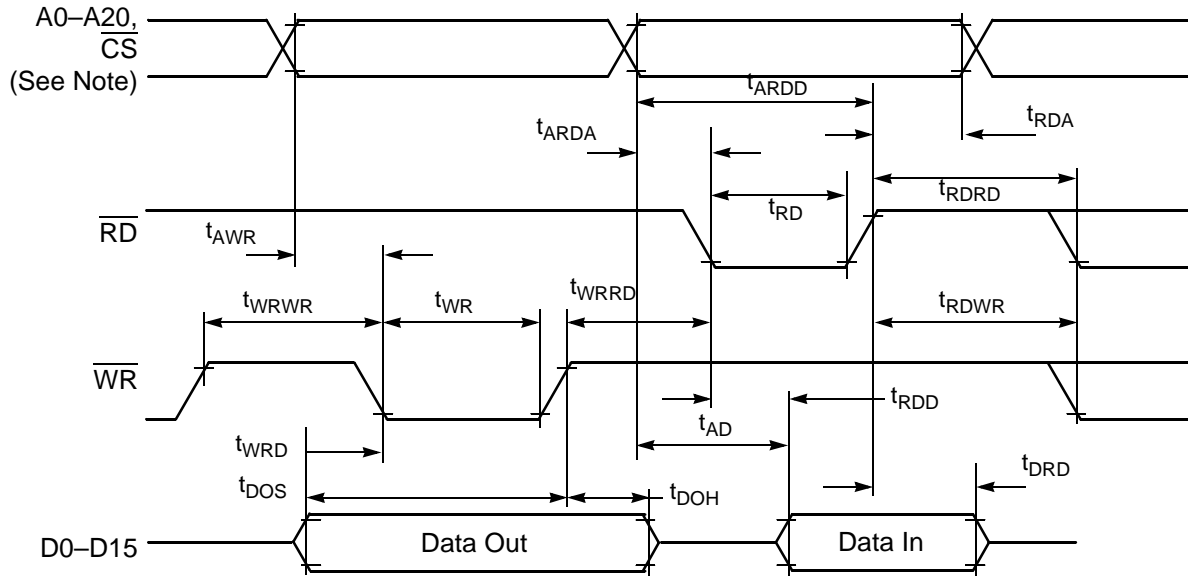 A0–A20,
CS
(See Note)
tARDD
tARDA
tRDA
tRD
tRDRD
RD
tAWR
tWRWR
tWR
tWRRD
tRDWR
WR
tRDD
tAD
tWRD
tDRD
tDOS
tDOH
D0–D15
Data Out
Data In